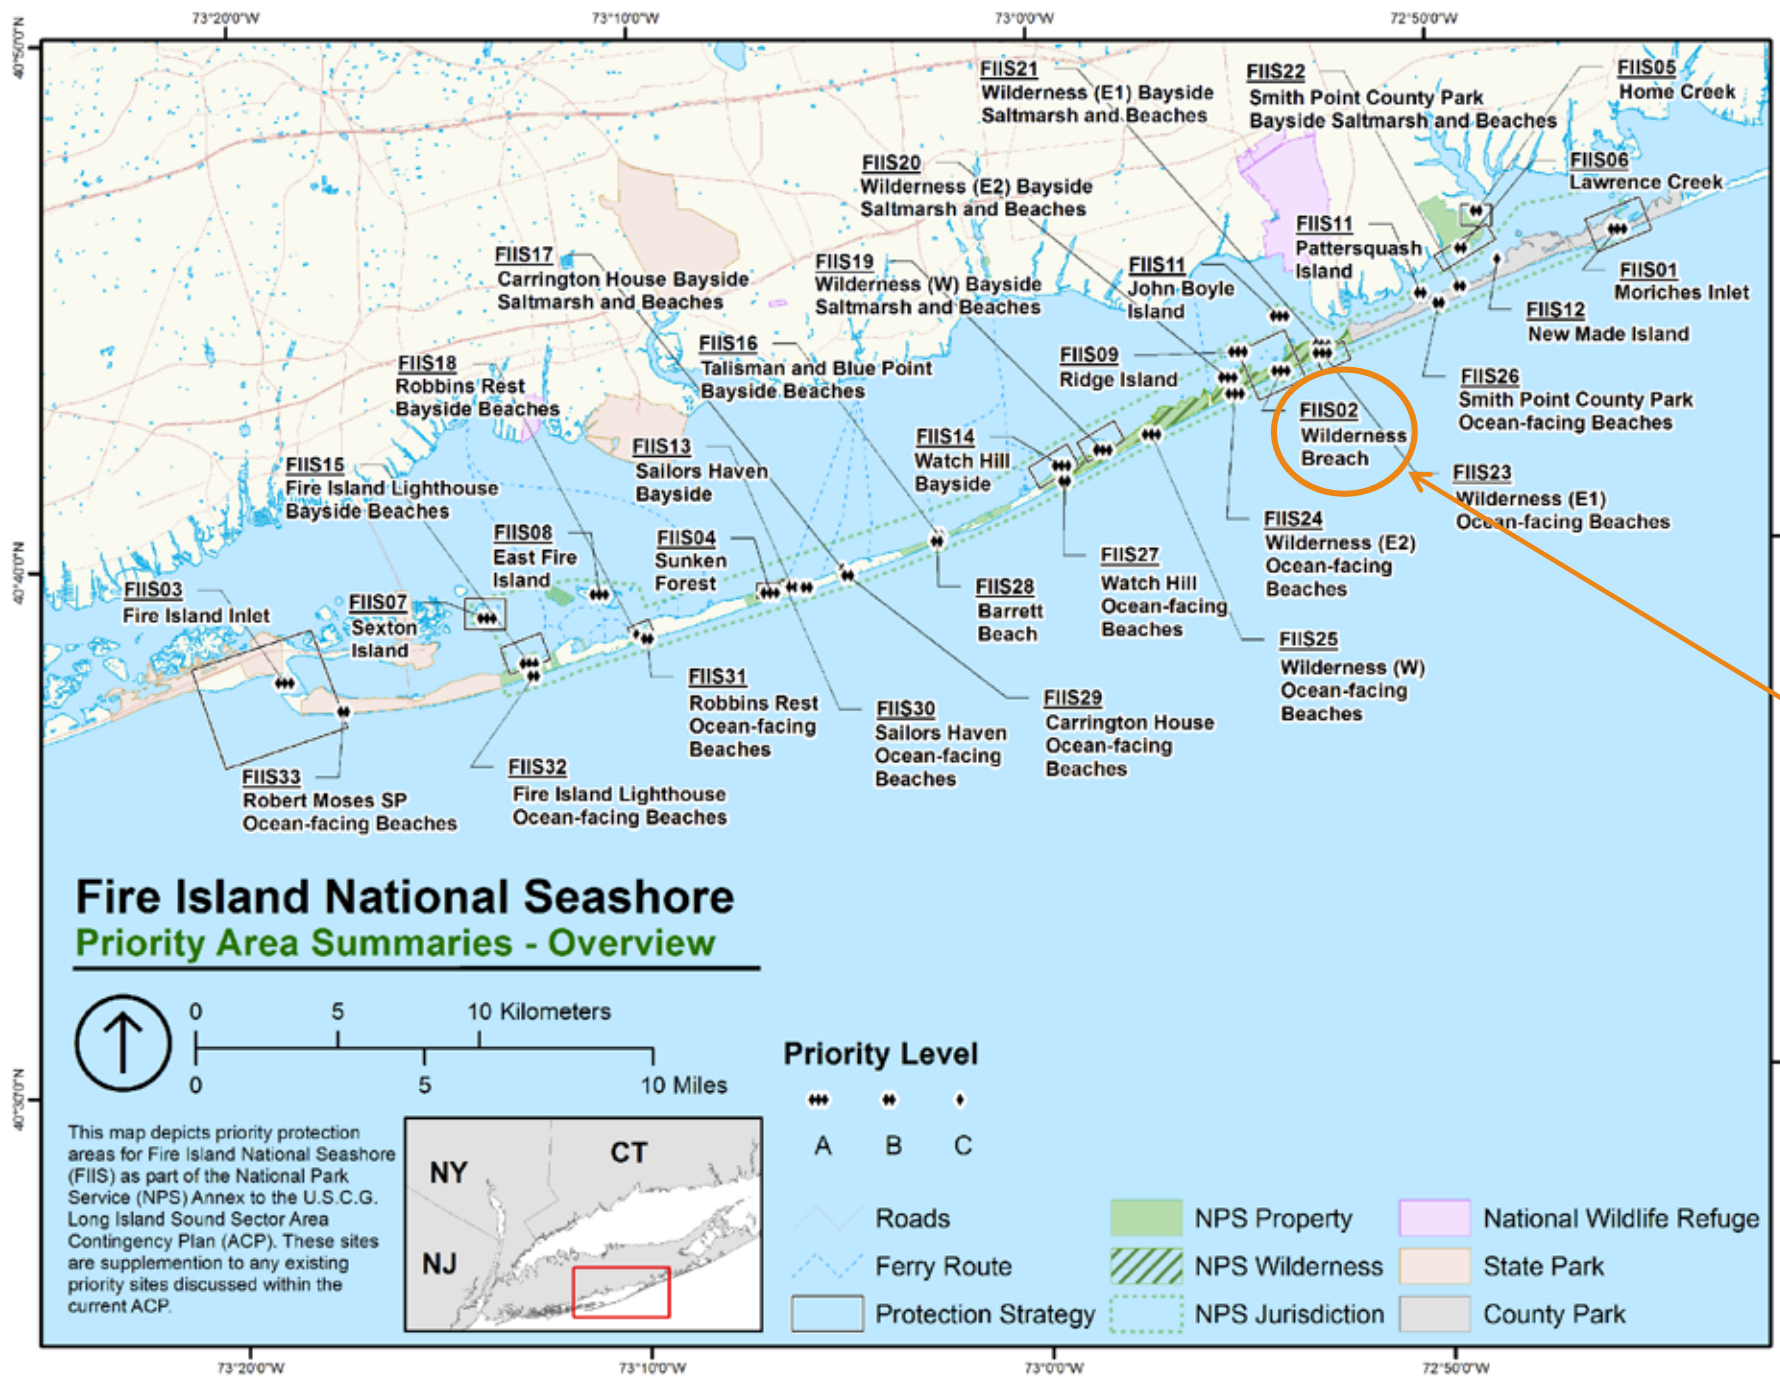 73°20'0"W
73°10'0"W
73°0'0"W
72°50'0"W
40°50'0"N
40°40'0"N
40°30'0"N
FIIS21
Wilderness (E1) Bayside
Saltmarsh and Beaches
FIIS22
Smith Point County Park
Bayside Saltmarsh and Beaches
FIIS05
Home Creek
FIIS20
Wilderness (E2) Bayside
Saltmarsh and Beaches
FIIS06
Lawrence Creek
FIIS17
Carrington House Bayside
Saltmarsh and Beaches
FIIS19
Wilderness (W) Bayside
Saltmarsh and Beaches
FIIS11
John Boyle
Island
FIIS11
Pattersquash
Island
FIIS01
Moriches Inlet
FIIS12
New Made Island
FIIS18
Robbins Rest
Bayside Beaches
FIIS16
Talisman and Blue Point
Bayside Beaches
FIIS09
Ridge Island
FIIS26
Smith Point County Park
Ocean-facing Beaches
FIIS02
Wilderness
Breach
FIIS15
Fire Island Lighthouse
Bayside Beaches
FIIS13
Sailors Haven
Bayside
FIIS14
Watch Hill
Bayside
FIIS23
Wilderness (E1)
Ocean-facing Beaches
FIIS08
East Fire
Island
FIIS04
Sunken
Forest
FIIS24
Wilderness (E2)
Ocean-facing
Beaches
FIIS03
Fire Island Inlet
FIIS07
Sexton
Island
FIIS28
Barrett
Beach
FIIS27
Watch Hill
Ocean-facing
Beaches
FIIS25
Wilderness (W)
Ocean-facing
Beaches
FIIS31
Robbins Rest
Ocean-facing
Beaches
FIIS30
Sailors Haven
Ocean-facing
Beaches
FIIS29
Carrington House
Ocean-facing
Beaches
FIIS33
Robert Moses SP
Ocean-facing Beaches
FIIS32
Fire Island Lighthouse
Ocean-facing Beaches
Fire Island National Seashore
Priority Area Summaries - Overview
0 5 10 Kilometers
0 5 10 Miles
This map depicts priority protection
areas for Fire Island National Seashore
(FIIS) as part of the National Park
Service (NPS) Annex to the U.S.C.G.
Long Island Sound Sector Area
Contingency Plan (ACP). These sites
are supplemention to any existing
priority sites discussed within the
current ACP.
NY
CT
NJ
Priority Level
A B C
Roads
Ferry Route
Protection Strategy
NPS Property
NPS Wilderness
NPS Jurisdiction
National Wildlife Refuge
State Park
County Park
73°20'0"W
73°10'0"W
73°0'0"W
72°50'0"W